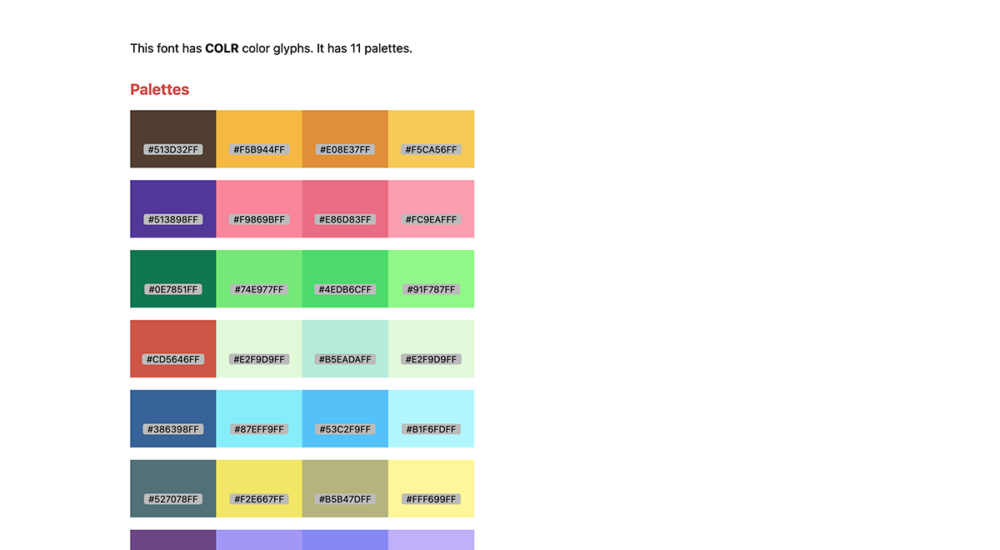 This font has COLR color glyphs. It has 11 palettes.
Palettes
#513D32FF #F5B944FF #E08E37FF #F5CA56FF
#513898FF #F9869BFF #E86D83FF #FC9EAFFF
#0E7851FF #74E977FF #4EDB6CFF #91F787FF
#CD5646FF #E2F9D9FF #B5EADAFF #E2F9D9FF
#386398FF #87EFF9FF #53C2F9FF #B1F6FDFF
#527078FF #F2E667FF #B5B47DFF #FFF699FF